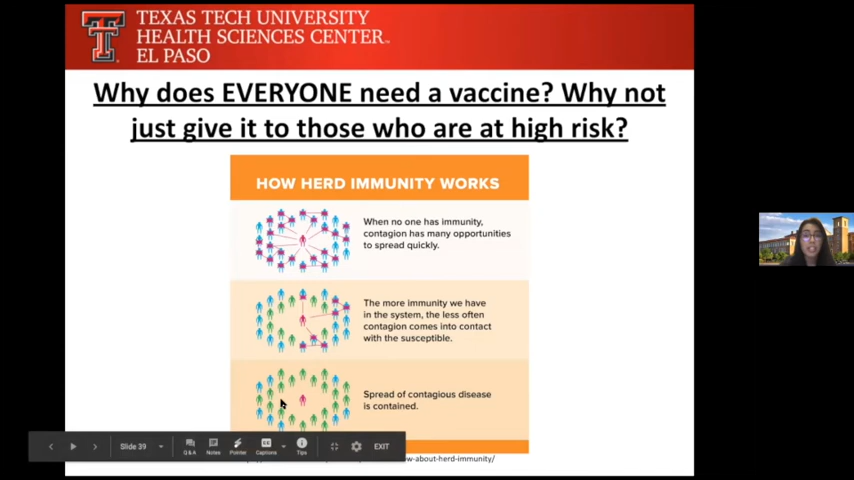 TEXAS TECH UNIVERSITY
HEALTH SCIENCES CENTER™
EL PASO
Why does EVERYONE need a vaccine? Why not
just give it to those who are at high risk?
HOW HERD IMMUNITY WORKS
When no one has immunity,
contagion has many opportunities
to spread quickly.
The more immunity we have
in the system, the less often
contagion comes into contact
with the susceptible.
Spread of contagious disease
is contained.
Slide 39
Q&A
Notes
Pointer
CC
Captions
Tips
EXIT
w-about-herd-immunity/